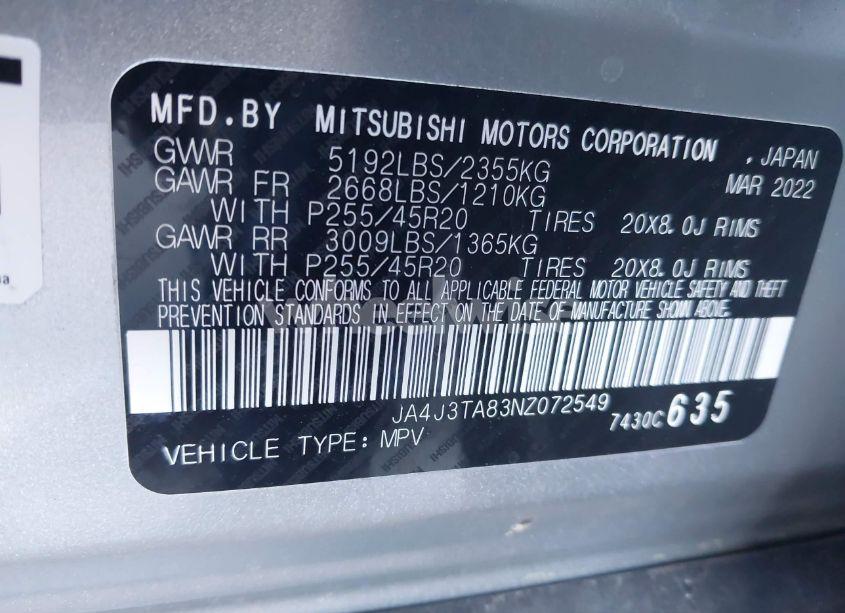 MFD.BY MITSUBISHI MOTORS CORPORATION , JAPAN
GVWR 5192LBS/2355KG MAR 2022
GAWR FR 2668LBS/1210KG
WITH P255/45R20 TIRES 20X8.0J RIMS
GAWR RR 3009LBS/1365KG
WITH P255/45R20 TIRES 20X8.0J RIMS
THIS VEHICLE CONFORMS TO ALL APPLICABLE FEDERAL MOTOR VEHICLE SAFETY AND THEFT
PREVENTION STANDARDS IN EFFECT ON THE DATE OF MANUFACTURE SHOWN ABOVE.
JA4J3TA83NZ072549 7430C 635
VEHICLE TYPE: MPV